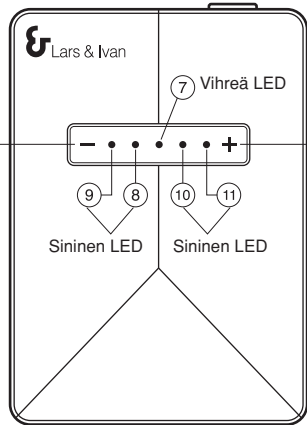 Lars & Ivan
7 Vihreä LED
− +
9 8 10 11
Sininen LED Sininen LED